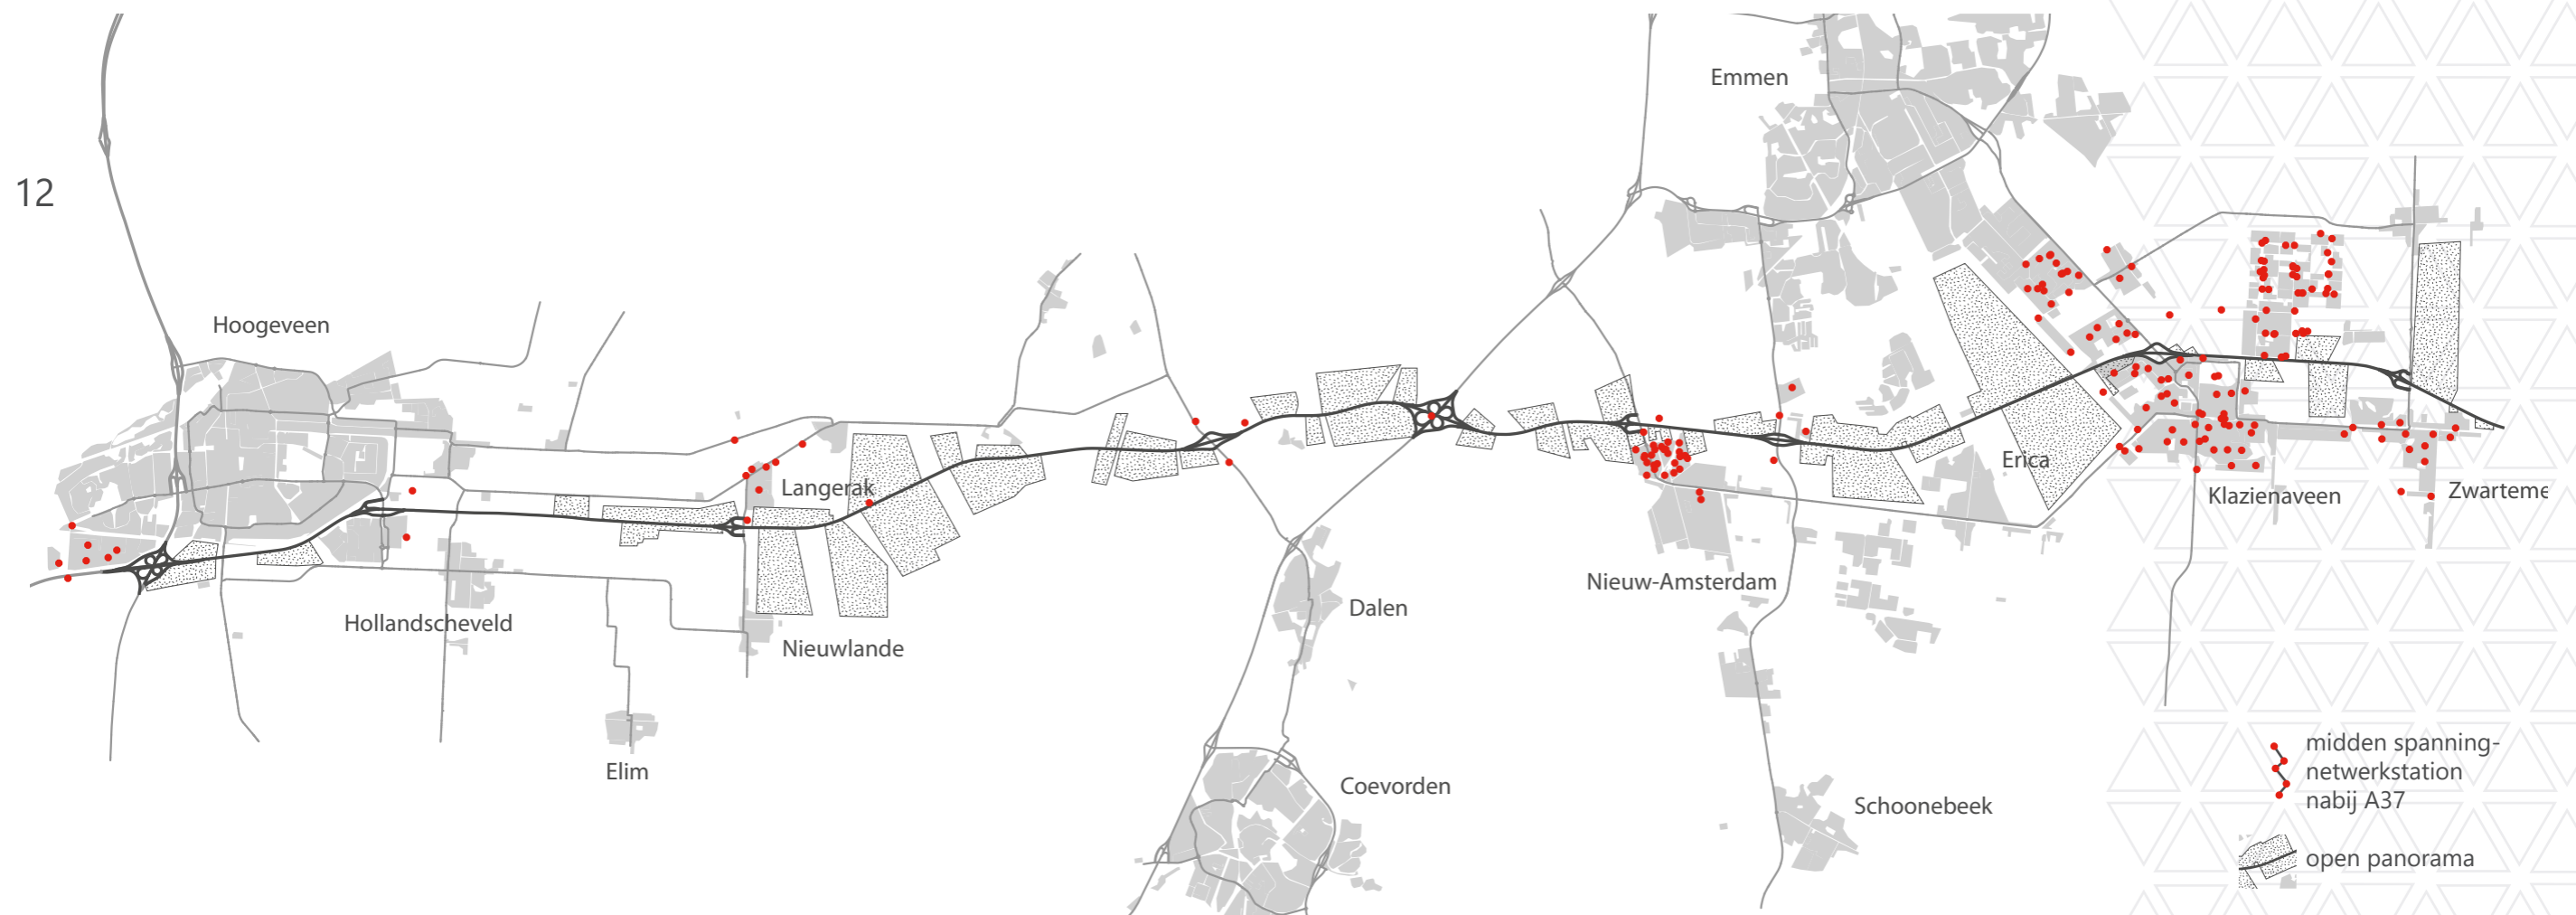 12
Emmen
Hoogeveen
Langerak
Erica
Klazienaveen
Zwarteme
Hollandscheveld
Nieuwlande
Nieuw-Amsterdam
Dalen
Elim
Coevorden
Schoonebeek
midden spanning-
netwerkstation
nabij A37
open panorama